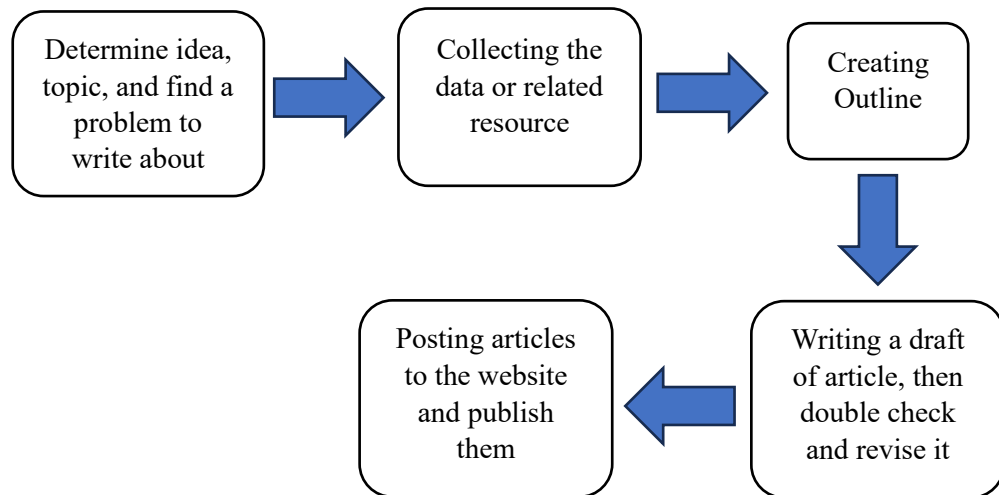 Determine idea,
topic, and find a
problem to
write about
Collecting the
data or related
resource
Creating
Outline
Writing a draft
of article, then
double check
and revise it
Posting articles
to the website
and publish
them